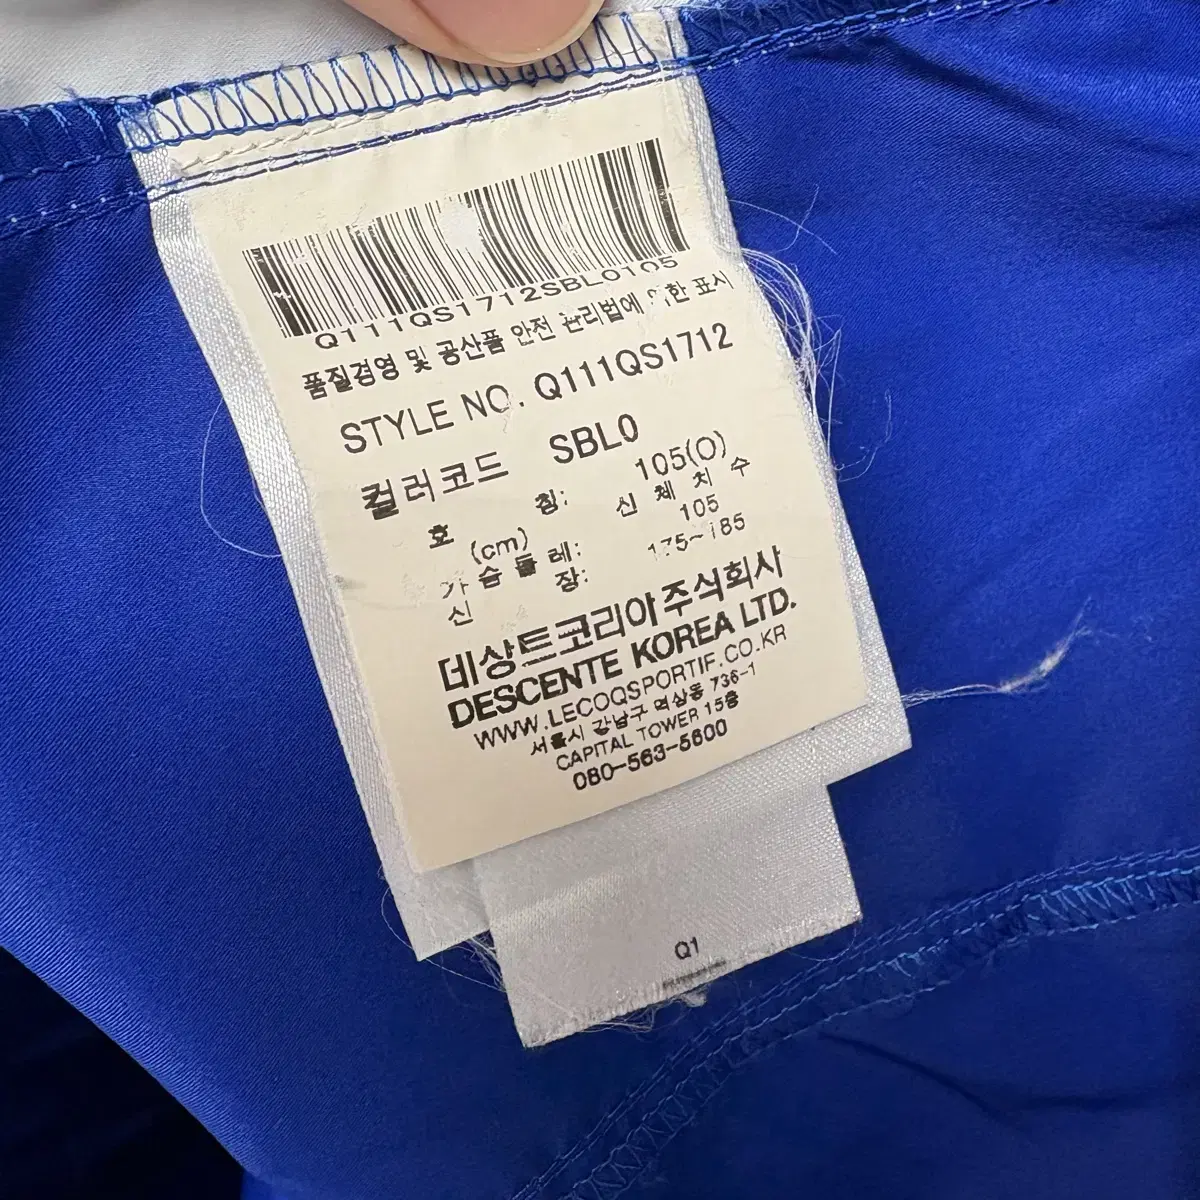 Q111QS1712SBL0105
품질경영 및 공산품 안전 관리법에 의한 표시
STYLE NO. Q111QS1712
컬러코드 SBL0
호 칭: 105(O)
(cm) 신 체 치 수
가 슴 둘 레: 105
신 장: 175~185
데상트코리아주식회사
DESCENTE KOREA LTD.
WWW.LECOQSPORTIF.CO.KR
서울시 강남구 역삼동 736-1
CAPITAL TOWER 15층
080-563-5600
Q1